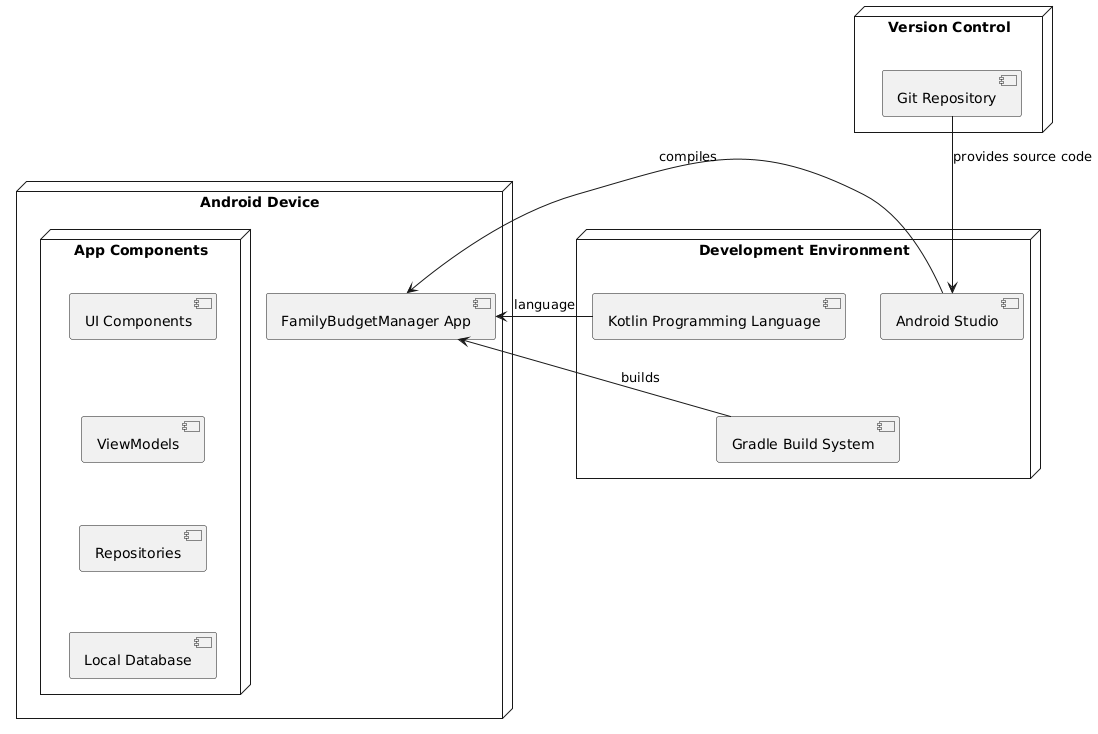 Version Control
Git Repository
provides source code
compiles
Android Device
App Components
Development Environment
UI Components
FamilyBudgetManager App
language
Kotlin Programming Language
Android Studio
builds
ViewModels
Gradle Build System
Repositories
Local Database